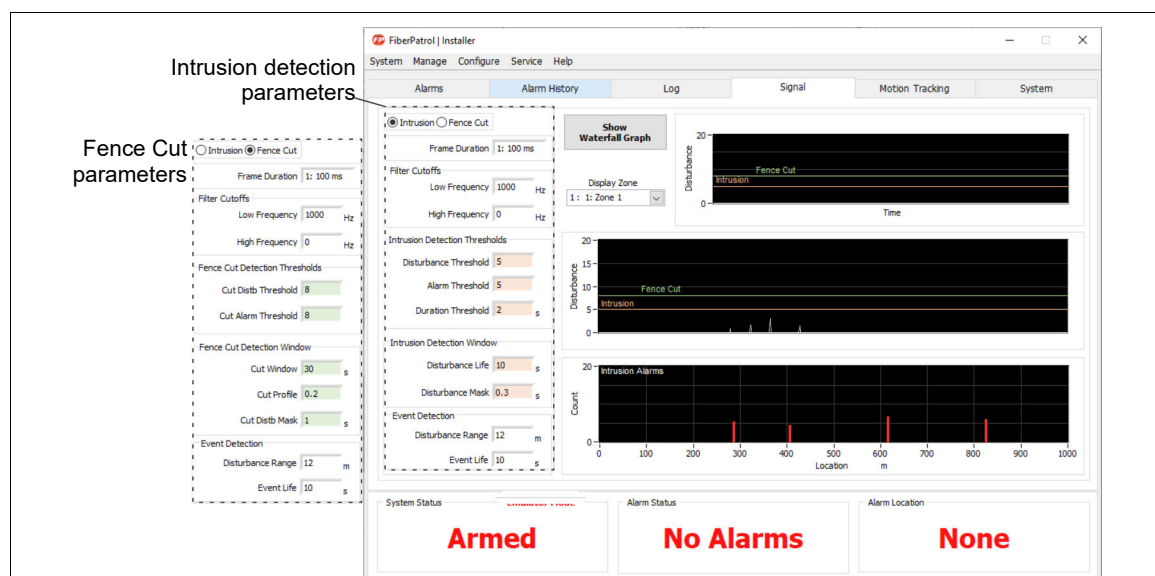 FP FiberPatrol | Installer
System Manage Configure Service Help
Alarms Alarm History Log Signal Motion Tracking System
Intrusion detection
parameters
Fence Cut
parameters
Intrusion Fence Cut
Frame Duration 1: 100 ms
Filter Cutoffs
Low Frequency 1000 Hz
High Frequency 0 Hz
Fence Cut Detection Thresholds
Cut Distb Threshold 8
Cut Alarm Threshold 8
Fence Cut Detection Window
Cut Window 30 s
Cut Profile 0.2
Cut Distb Mask 1 s
Event Detection
Disturbance Range 12 m
Event Life 10 s
Intrusion Fence Cut
Frame Duration 1: 100 ms
Filter Cutoffs
Low Frequency 1000 Hz
High Frequency 0 Hz
Intrusion Detection Thresholds
Disturbance Threshold 5
Alarm Threshold 5
Duration Threshold 2 s
Intrusion Detection Window
Disturbance Life 10 s
Disturbance Mask 0.3 s
Event Detection
Disturbance Range 12 m
Event Life 10 s
Show
Waterfall Graph
Display Zone
1 : 1: Zone 1
20
Disturbance
Fence Cut
Intrusion
0
Time
20
15
10
5
0
Disturbance
Fence Cut
Intrusion
20
Intrusion Alarms
Count
0
0 100 200 300 400 500 600 700 800 900 1000
Location m
System Status
Emulator Mode
Armed
Alarm Status
No Alarms
Alarm Location
None